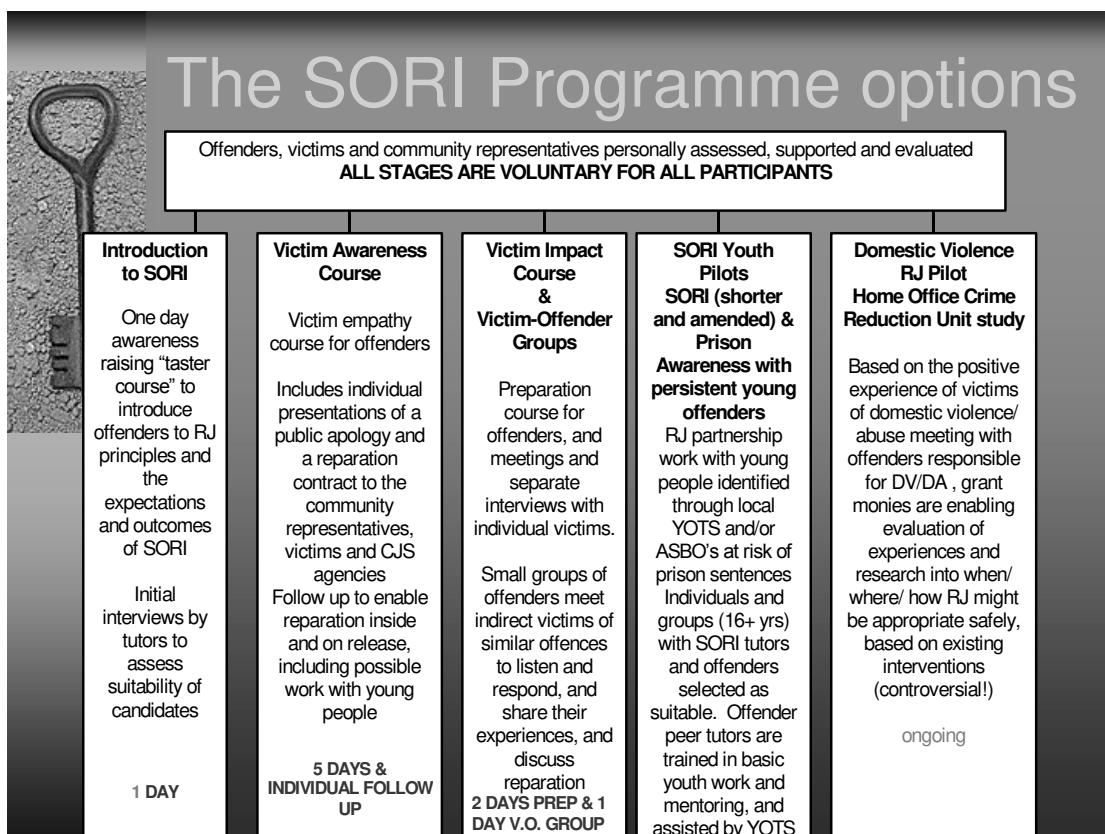 The SORI Programme options
Offenders, victims and community representatives personally assessed, supported and evaluated
ALL STAGES ARE VOLUNTARY FOR ALL PARTICIPANTS
Introduction
to SORI
One day
awareness
raising “taster
course” to
introduce
offenders to RJ
principles and
the
expectations
and outcomes
of SORI
Initial
interviews by
tutors to
assess
suitability of
candidates
1 DAY
Victim Awareness
Course
Victim empathy
course for offenders
Includes individual
presentations of a
public apology and
a reparation
contract to the
community
representatives,
victims and CJS
agencies
Follow up to enable
reparation inside
and on release,
including possible
work with young
people
5 DAYS &
INDIVIDUAL FOLLOW
UP
Victim Impact
Course
&
Victim-Offender
Groups
Preparation
course for
offenders, and
meetings and
separate
interviews with
individual victims.
Small groups of
offenders meet
indirect victims of
similar offences
to listen and
respond, and
share their
experiences, and
discuss
reparation
2 DAYS PREP & 1
DAY V.O. GROUP
SORI Youth
Pilots
SORI (shorter
and amended) &
Prison
Awareness with
persistent young
offenders
RJ partnership
work with young
people identified
through local
YOTS and/or
ASBO's at risk of
prison sentences
Individuals and
groups (16+ yrs)
with SORI tutors
and offenders
selected as
suitable. Offender
peer tutors are
trained in basic
youth work and
mentoring, and
assisted by YOTS
Domestic Violence
RJ Pilot
Home Office Crime
Reduction Unit study
Based on the positive
experience of victims
of domestic violence/
abuse meeting with
offenders responsible
for DV/DA , grant
monies are enabling
evaluation of
experiences and
research into when/
where/ how RJ might
be appropriate safely,
based on existing
interventions
(controversial!)
ongoing